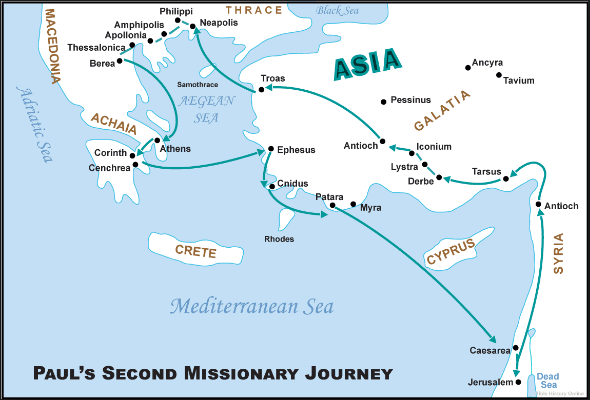 THRACE
Black Sea
Philippi
Neapolis
Amphipolis
Apollonia
Thessalonica
Berea
MACEDONIA
Adriatic Sea
Samothrace
AEGEAN
SEA
Troas
ASIA
Ancyra
Tavium
Pessinus
GALATIA
ACHAIA
Athens
Corinth
Cenchrea
Ephesus
Antioch
Iconium
Lystra
Derbe
Tarsus
Antioch
Cnidus
Patara
Myra
Rhodes
CRETE
CYPRUS
SYRIA
Mediterranean Sea
Caesarea
Jerusalem
Dead
Sea
PAUL'S SECOND MISSIONARY JOURNEY